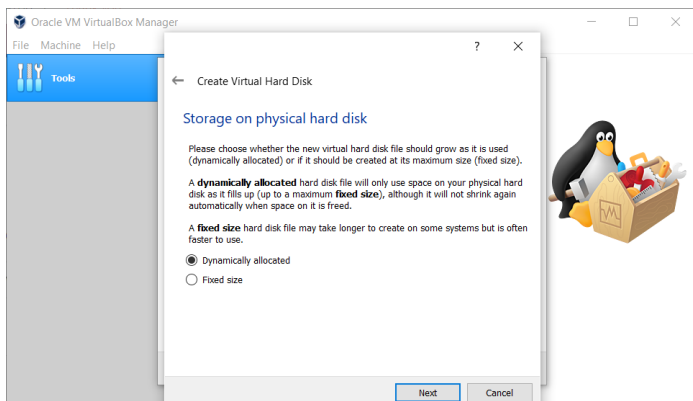 Oracle VM VirtualBox Manager
File Machine Help
Tools
? 
Create Virtual Hard Disk
Storage on physical hard disk
Please choose whether the new virtual hard disk file should grow as it is used
(dynamically allocated) or if it should be created at its maximum size (fixed size).
A dynamically allocated hard disk file will only use space on your physical hard
disk as it fills up (up to a maximum fixed size), although it will not shrink again
automatically when space on it is freed.
A fixed size hard disk file may take longer to create on some systems but is often
faster to use.
Dynamically allocated
Fixed size
Next Cancel